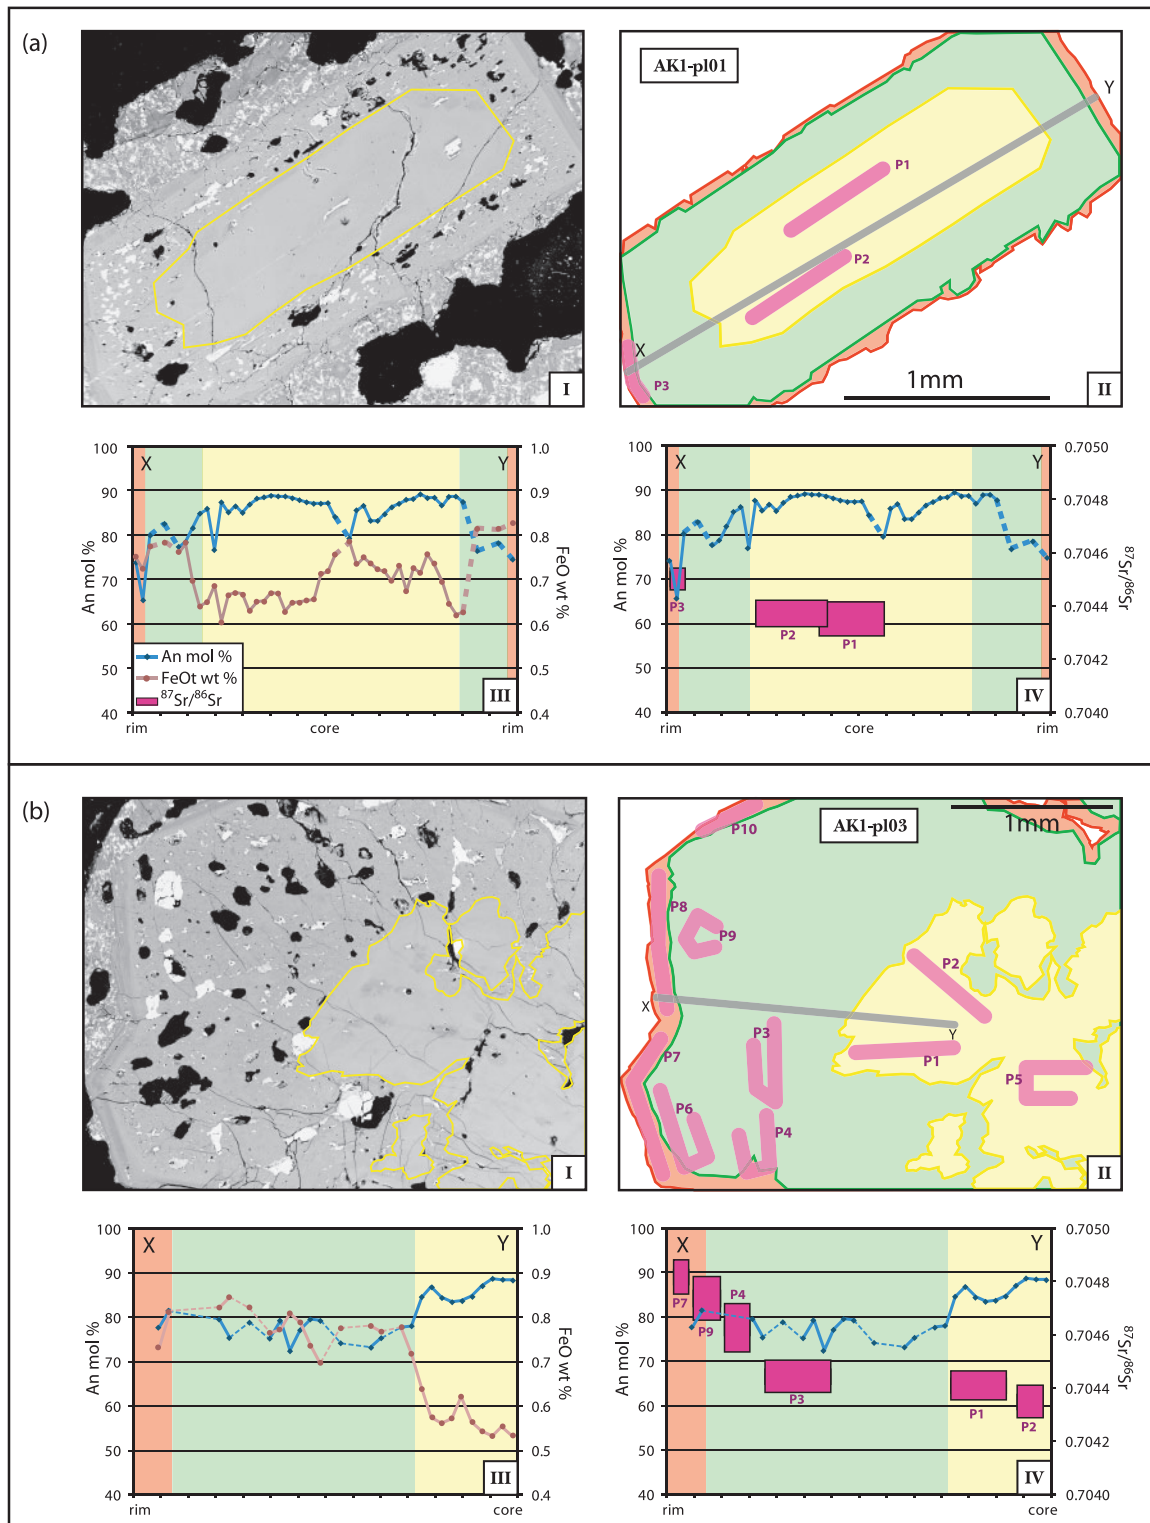 (a)
AK1-pl01
Y
P1
P2
X
P3
1mm
I
II
100
90
80
70
60
50
40
An mol %
X
Y
1.0
0.9
0.8
0.7
0.6
0.5
0.4
FeO wt %
An mol %
FeOt wt %
87Sr/86Sr
III
rim
core
rim
100
90
80
70
60
50
40
An mol %
X
Y
P3
P2
P1
0.7050
0.7048
0.7046
0.7044
0.7042
0.7040
87Sr/86Sr
IV
rim
core
rim
(b)
I
AK1-pl03
1mm
P10
P8
P9
P2
X
Y
P7
P3
P1
P5
P6
P4
II
100
90
80
70
60
50
40
An mol %
X
Y
1.0
0.9
0.8
0.7
0.6
0.5
0.4
FeO wt %
III
rim
core
100
90
80
70
60
50
40
An mol %
X
Y
P7
P9
P4
P3
P1
P2
0.7050
0.7048
0.7046
0.7044
0.7042
0.7040
87Sr/86Sr
IV
rim
core